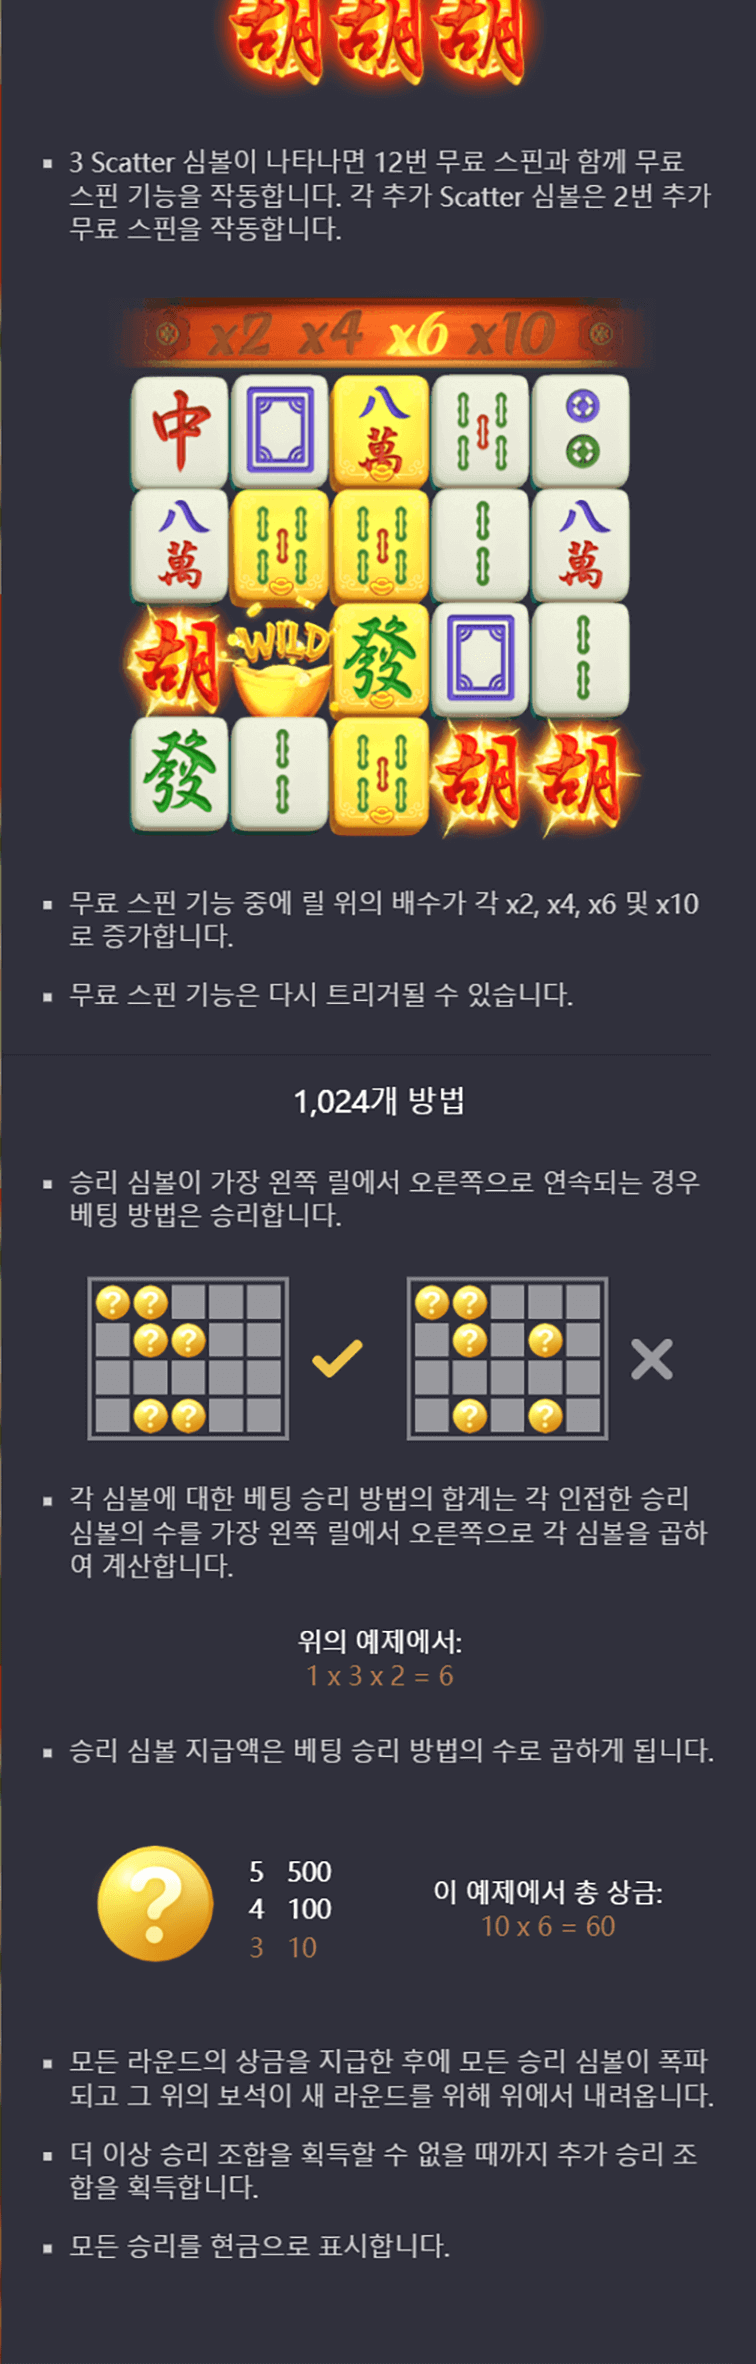 胡胡胡
▪ 3 Scatter 심볼이 나타나면 12번 무료 스핀과 함께 무료
스핀 기능을 작동합니다. 각 추가 Scatter 심볼은 2번 추가
무료 스핀을 작동합니다.
x2 x4 x6 x10
中 八萬
八萬 八萬
胡 WILD 發
發 胡 胡
▪ 무료 스핀 기능 중에 릴 위의 배수가 각 x2, x4, x6 및 x10
로 증가합니다.
▪ 무료 스핀 기능은 다시 트리거될 수 있습니다.
1,024개 방법
▪ 승리 심볼이 가장 왼쪽 릴에서 오른쪽으로 연속되는 경우
베팅 방법은 승리합니다.
? ? ? ?
? ? ? ?
? ? ? ?
▪ 각 심볼에 대한 베팅 승리 방법의 합계는 각 인접한 승리
심볼의 수를 가장 왼쪽 릴에서 오른쪽으로 각 심볼을 곱하
여 계산합니다.
위의 예제에서:
1 x 3 x 2 = 6
▪ 승리 심볼 지급액은 베팅 승리 방법의 수로 곱하게 됩니다.
?
5 500
4 100
3 10
이 예제에서 총 상금:
10 x 6 = 60
▪ 모든 라운드의 상금을 지급한 후에 모든 승리 심볼이 폭파
되고 그 위의 보석이 새 라운드를 위해 위에서 내려옵니다.
▪ 더 이상 승리 조합을 획득할 수 없을 때까지 추가 승리 조
합을 획득합니다.
▪ 모든 승리를 현금으로 표시합니다.